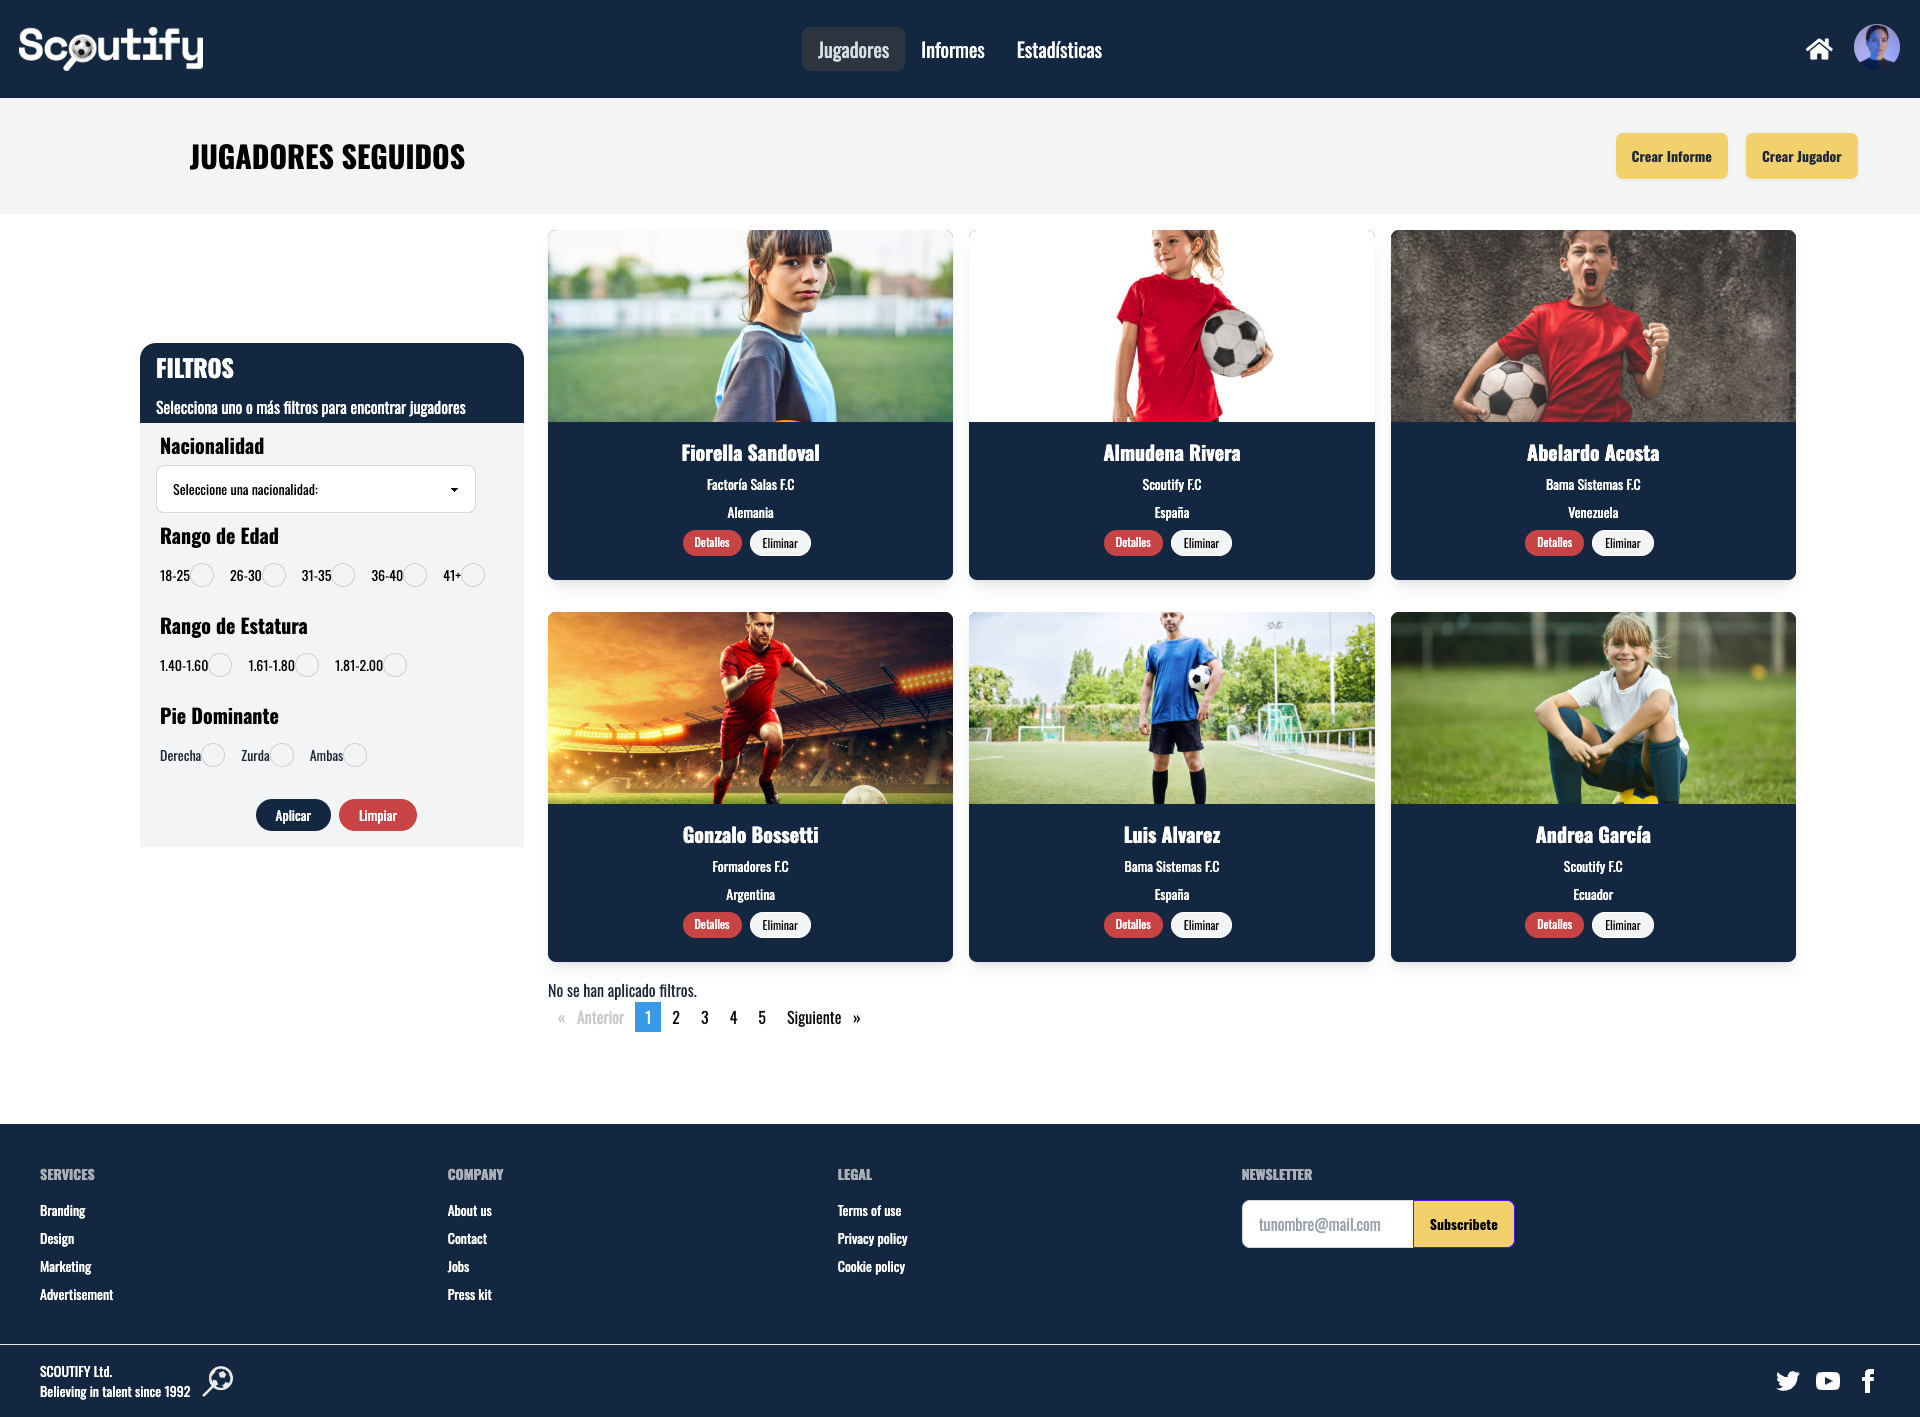 Scoutify
Jugadores
Informes
Estadísticas
JUGADORES SEGUIDOS
Crear Informe
Crear Jugador
FILTROS
Selecciona uno o más filtros para encontrar jugadores
Nacionalidad
Seleccione una nacionalidad:
Rango de Edad
18-25 26-30 31-35 36-40 41+
Rango de Estatura
1.40-1.60 1.61-1.80 1.81-2.00
Pie Dominante
Derecha Zurda Ambas
Aplicar
Limpiar
Fiorella Sandoval
Factoría Salas F.C
Alemania
Detalles
Eliminar
Almudena Rivera
Scoutify F.C
España
Detalles
Eliminar
Abelardo Acosta
Bama Sistemas F.C
Venezuela
Detalles
Eliminar
Gonzalo Bossetti
Formadores F.C
Argentina
Detalles
Eliminar
Luis Alvarez
Bama Sistemas F.C
España
Detalles
Eliminar
Andrea García
Scoutify F.C
Ecuador
Detalles
Eliminar
No se han aplicado filtros.
« Anterior 1 2 3 4 5 Siguiente »
SERVICES
Branding
Design
Marketing
Advertisement
COMPANY
About us
Contact
Jobs
Press kit
LEGAL
Terms of use
Privacy policy
Cookie policy
NEWSLETTER
tunombre@mail.com
Subscribete
SCOUTIFY Ltd.
Believing in talent since 1992